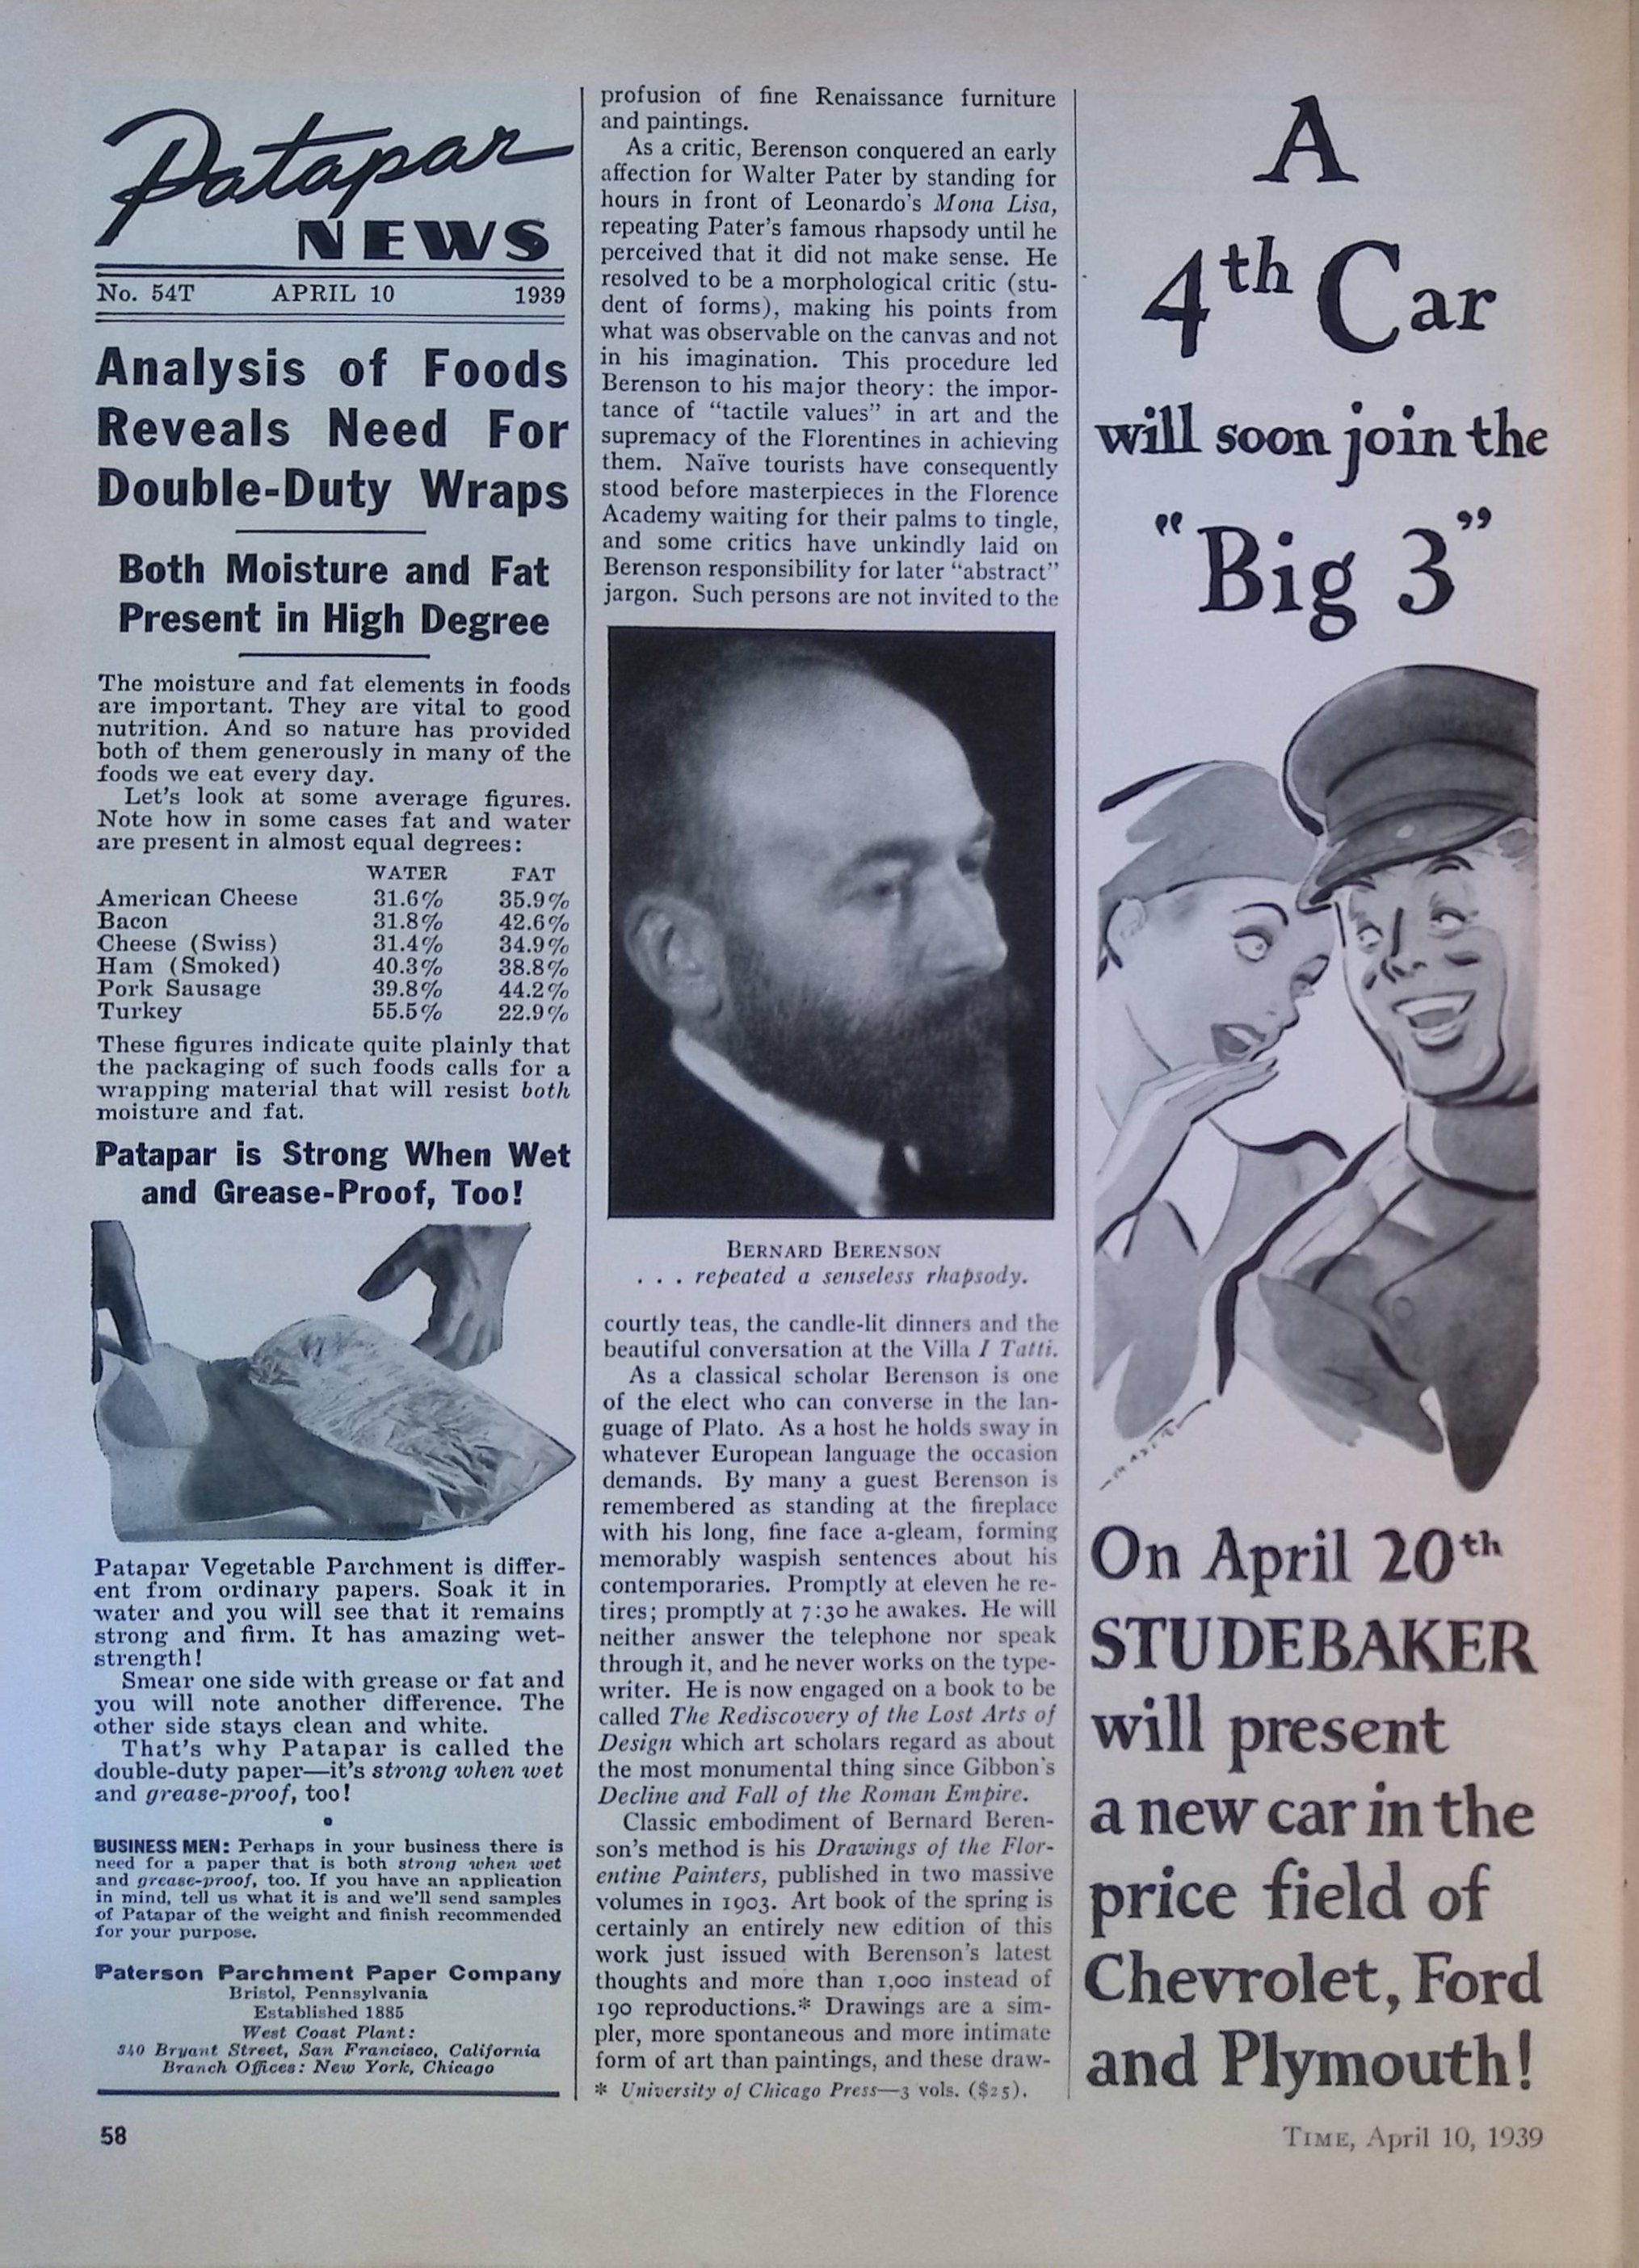 Patapar
NEWS
No. 54T APRIL 10 1939
Analysis of Foods
Reveals Need For
Double-Duty Wraps
Both Moisture and Fat
Present in High Degree
The moisture and fat elements in foods
are important. They are vital to good
nutrition. And so nature has provided
both of them generously in many of the
foods we eat every day.
Let's look at some average figures.
Note how in some cases fat and water
are present in almost equal degrees:
WATER FAT
American Cheese 31.6% 35.9%
Bacon 31.8% 42.6%
Cheese (Swiss) 31.4% 34.9%
Ham (Smoked) 40.3% 38.8%
Pork Sausage 39.8% 44.2%
Turkey 55.5% 22.9%
These figures indicate quite plainly that
the packaging of such foods calls for a
wrapping material that will resist both
moisture and fat.
Patapar is Strong When Wet
and Grease-Proof, Too!
Patapar Vegetable Parchment is differ-
ent from ordinary papers. Soak it in
water and you will see that it remains
strong and firm. It has amazing wet-
strength!
Smear one side with grease or fat and
you will note another difference. The
other side stays clean and white.
That's why Patapar is called the
double-duty paper—it's strong when wet
and grease-proof, too!
BUSINESS MEN: Perhaps in your business there is
need for a paper that is both strong when wet
and grease-proof, too. If you have an application
in mind, tell us what it is and we'll send samples
of Patapar of the weight and finish recommended
for your purpose.
Paterson Parchment Paper Company
Bristol, Pennsylvania
Established 1885
West Coast Plant:
340 Bryant Street, San Francisco, California
Branch Offices: New York, Chicago
58
profusion of fine Renaissance furniture
and paintings.
As a critic, Berenson conquered an early
affection for Walter Pater by standing for
hours in front of Leonardo's Mona Lisa,
repeating Pater's famous rhapsody until he
perceived that it did not make sense. He
resolved to be a morphological critic (stu-
dent of forms), making his points from
what was observable on the canvas and not
in his imagination. This procedure led
Berenson to his major theory: the impor-
tance of "tactile values" in art and the
supremacy of the Florentines in achieving
them. Naïve tourists have consequently
stood before masterpieces in the Florence
Academy waiting for their palms to tingle,
and some critics have unkindly laid on
Berenson responsibility for later "abstract"
jargon. Such persons are not invited to the
BERNARD BERENSON
. . . repeated a senseless rhapsody.
courtly teas, the candle-lit dinners and the
beautiful conversation at the Villa I Tatti.
As a classical scholar Berenson is one
of the elect who can converse in the lan-
guage of Plato. As a host he holds sway in
whatever European language the occasion
demands. By many a guest Berenson is
remembered as standing at the fireplace
with his long, fine face a-gleam, forming
memorably waspish sentences about his
contemporaries. Promptly at eleven he re-
tires; promptly at 7:30 he awakes. He will
neither answer the telephone nor speak
through it, and he never works on the type-
writer. He is now engaged on a book to be
called The Rediscovery of the Lost Arts of
Design which art scholars regard as about
the most monumental thing since Gibbon's
Decline and Fall of the Roman Empire.
Classic embodiment of Bernard Beren-
son's method is his Drawings of the Flor-
entine Painters, published in two massive
volumes in 1903. Art book of the spring is
certainly an entirely new edition of this
work just issued with Berenson's latest
thoughts and more than 1,000 instead of
190 reproductions.* Drawings are a sim-
pler, more spontaneous and more intimate
form of art than paintings, and these draw-
* University of Chicago Press—3 vols. ($25).
A
4th Car
will soon join the
"Big 3"
On April 20th
STUDEBAKER
will present
a new car in the
price field of
Chevrolet, Ford
and Plymouth!
TIME, April 10, 1939